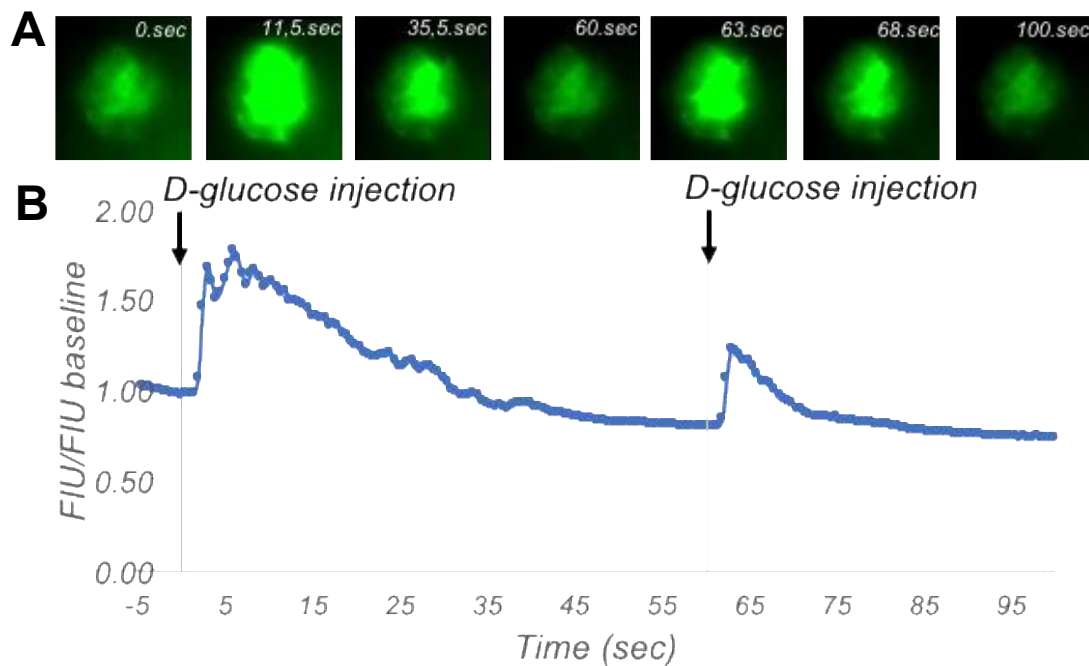 A
0.sec 11,5.sec 35,5.sec 60.sec 63.sec 68.sec 100.sec
B
D-glucose injection D-glucose injection
2.00
1.50
1.00
0.50
0.00
FIU/FIU baseline
-5 5 15 25 35 45 55 65 75 85 95
Time (sec)